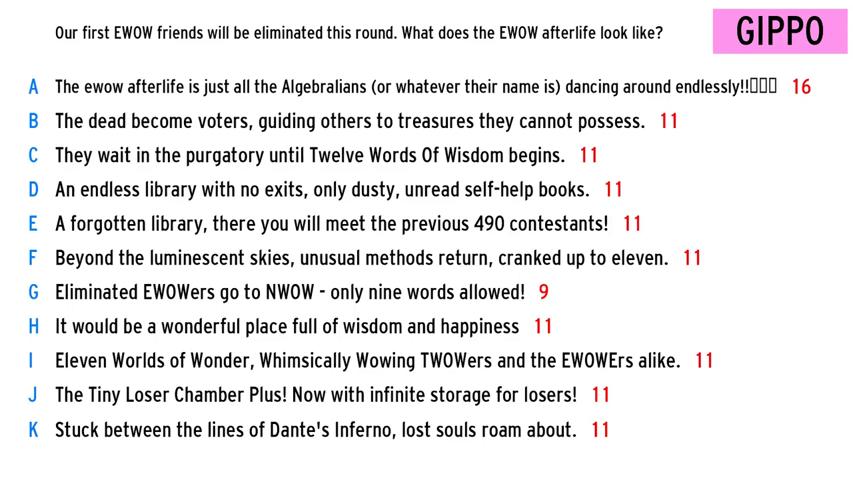 Our first EWOW friends will be eliminated this round. What does the EWOW afterlife look like?
GIPPO
A The ewow afterlife is just all the Algebralians (or whatever their name is) dancing around endlessly!!▯▯▯ 16
B The dead become voters, guiding others to treasures they cannot possess. 11
C They wait in the purgatory until Twelve Words Of Wisdom begins. 11
D An endless library with no exits, only dusty, unread self-help books. 11
E A forgotten library, there you will meet the previous 490 contestants! 11
F Beyond the luminescent skies, unusual methods return, cranked up to eleven. 11
G Eliminated EWOWers go to NWOW - only nine words allowed! 9
H It would be a wonderful place full of wisdom and happiness 11
I Eleven Worlds of Wonder, Whimsically Wowing TWOWers and the EWOWErs alike. 11
J The Tiny Loser Chamber Plus! Now with infinite storage for losers! 11
K Stuck between the lines of Dante's Inferno, lost souls roam about. 11